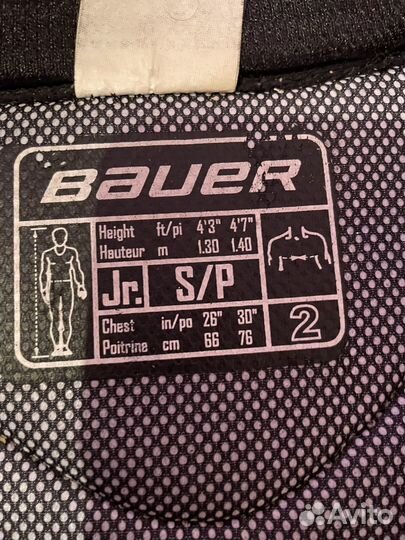 BAUER
Height ft/pi 4'3" 4'7"
Hauteur m 1.30 1.40
Jr. S/P
Chest in/po 26" 30"
Poitrine cm 66 76
2
Avito